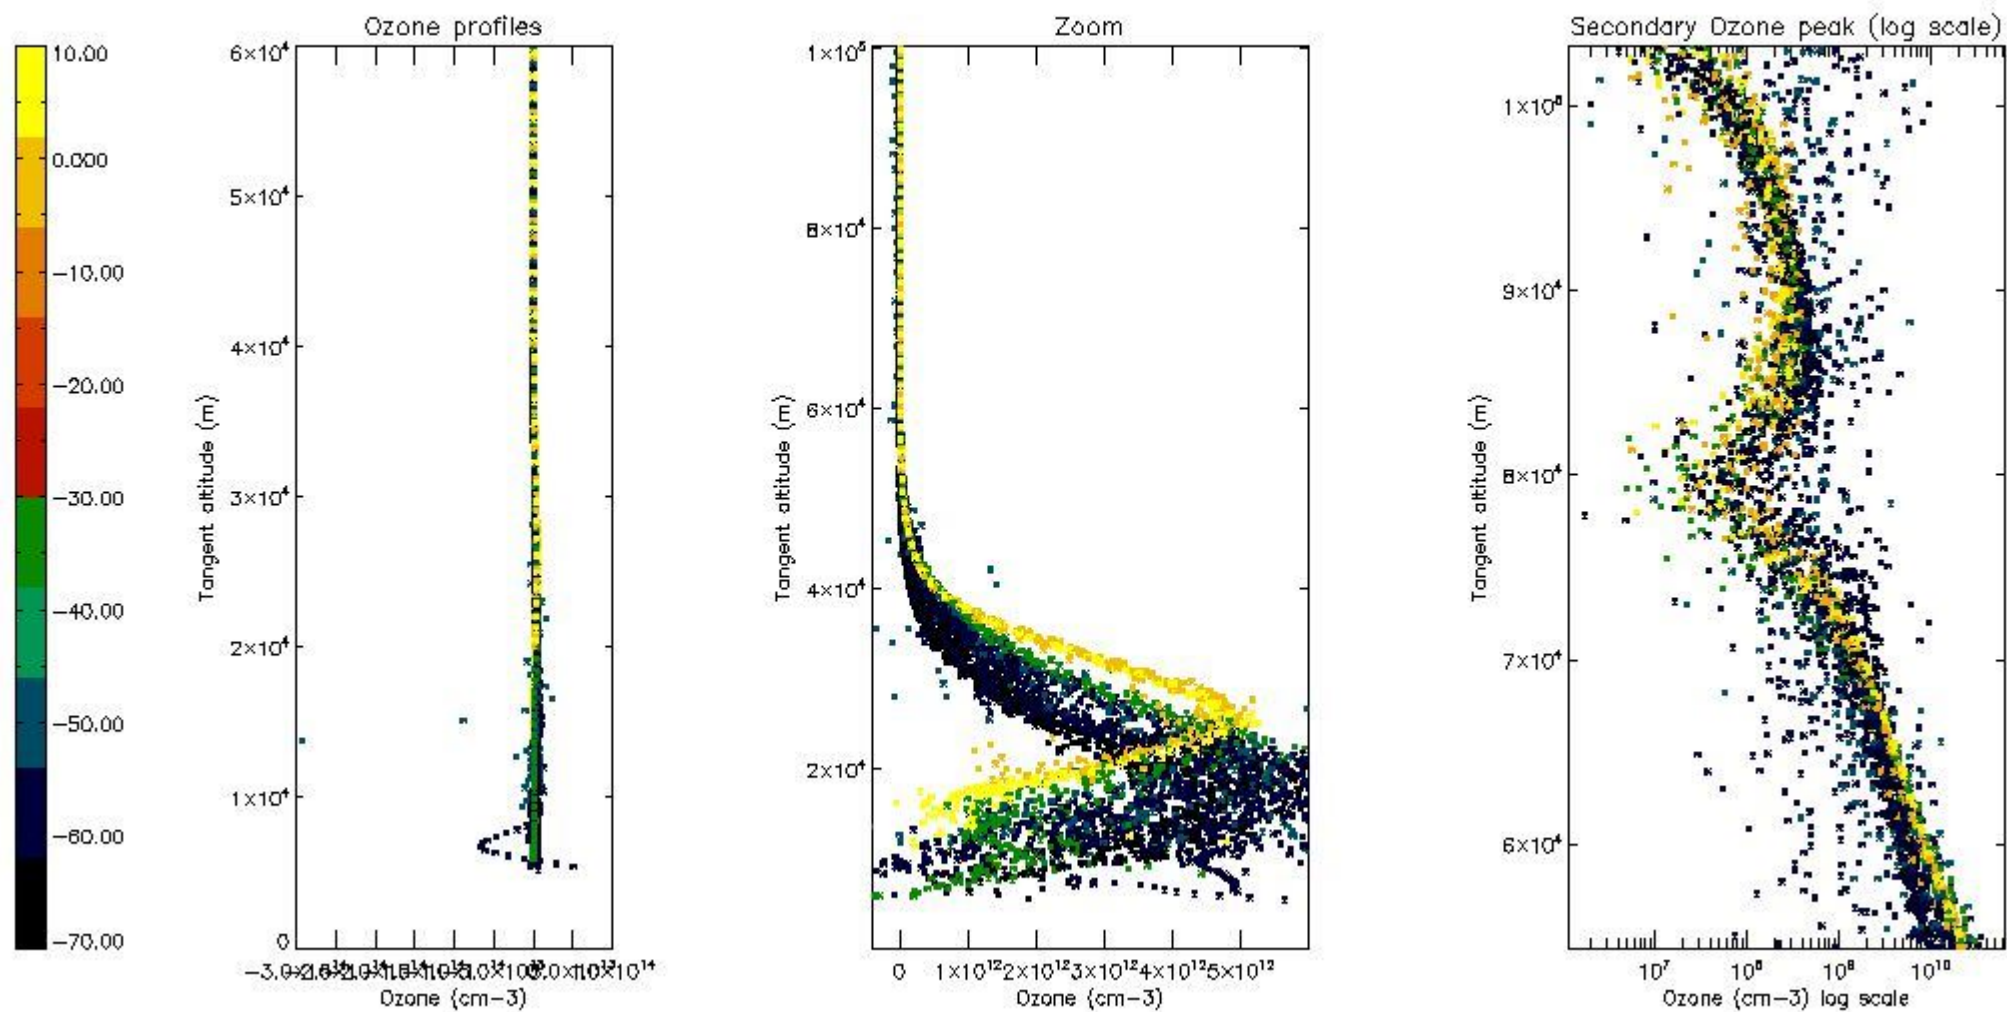 Ozone profiles
Zoom
Secondary Ozone peak (log scale)
10.00
0.00
-10.00
-20.00
-30.00
-40.00
-50.00
-60.00
-70.00
6×10⁴
5×10⁴
4×10⁴
3×10⁴
2×10⁴
1×10⁴
0
Tangent altitude (m)
Ozone (cm-3)
1×10⁵
8×10⁴
6×10⁴
4×10⁴
2×10⁴
Tangent altitude (m)
0 1×10¹² 2×10¹² 3×10¹² 4×10¹² 5×10¹²
Ozone (cm-3)
1×10⁵
9×10⁴
8×10⁴
7×10⁴
6×10⁴
Tangent altitude (m)
10⁷ 10⁸ 10⁹ 10¹⁰
Ozone (cm-3) log scale